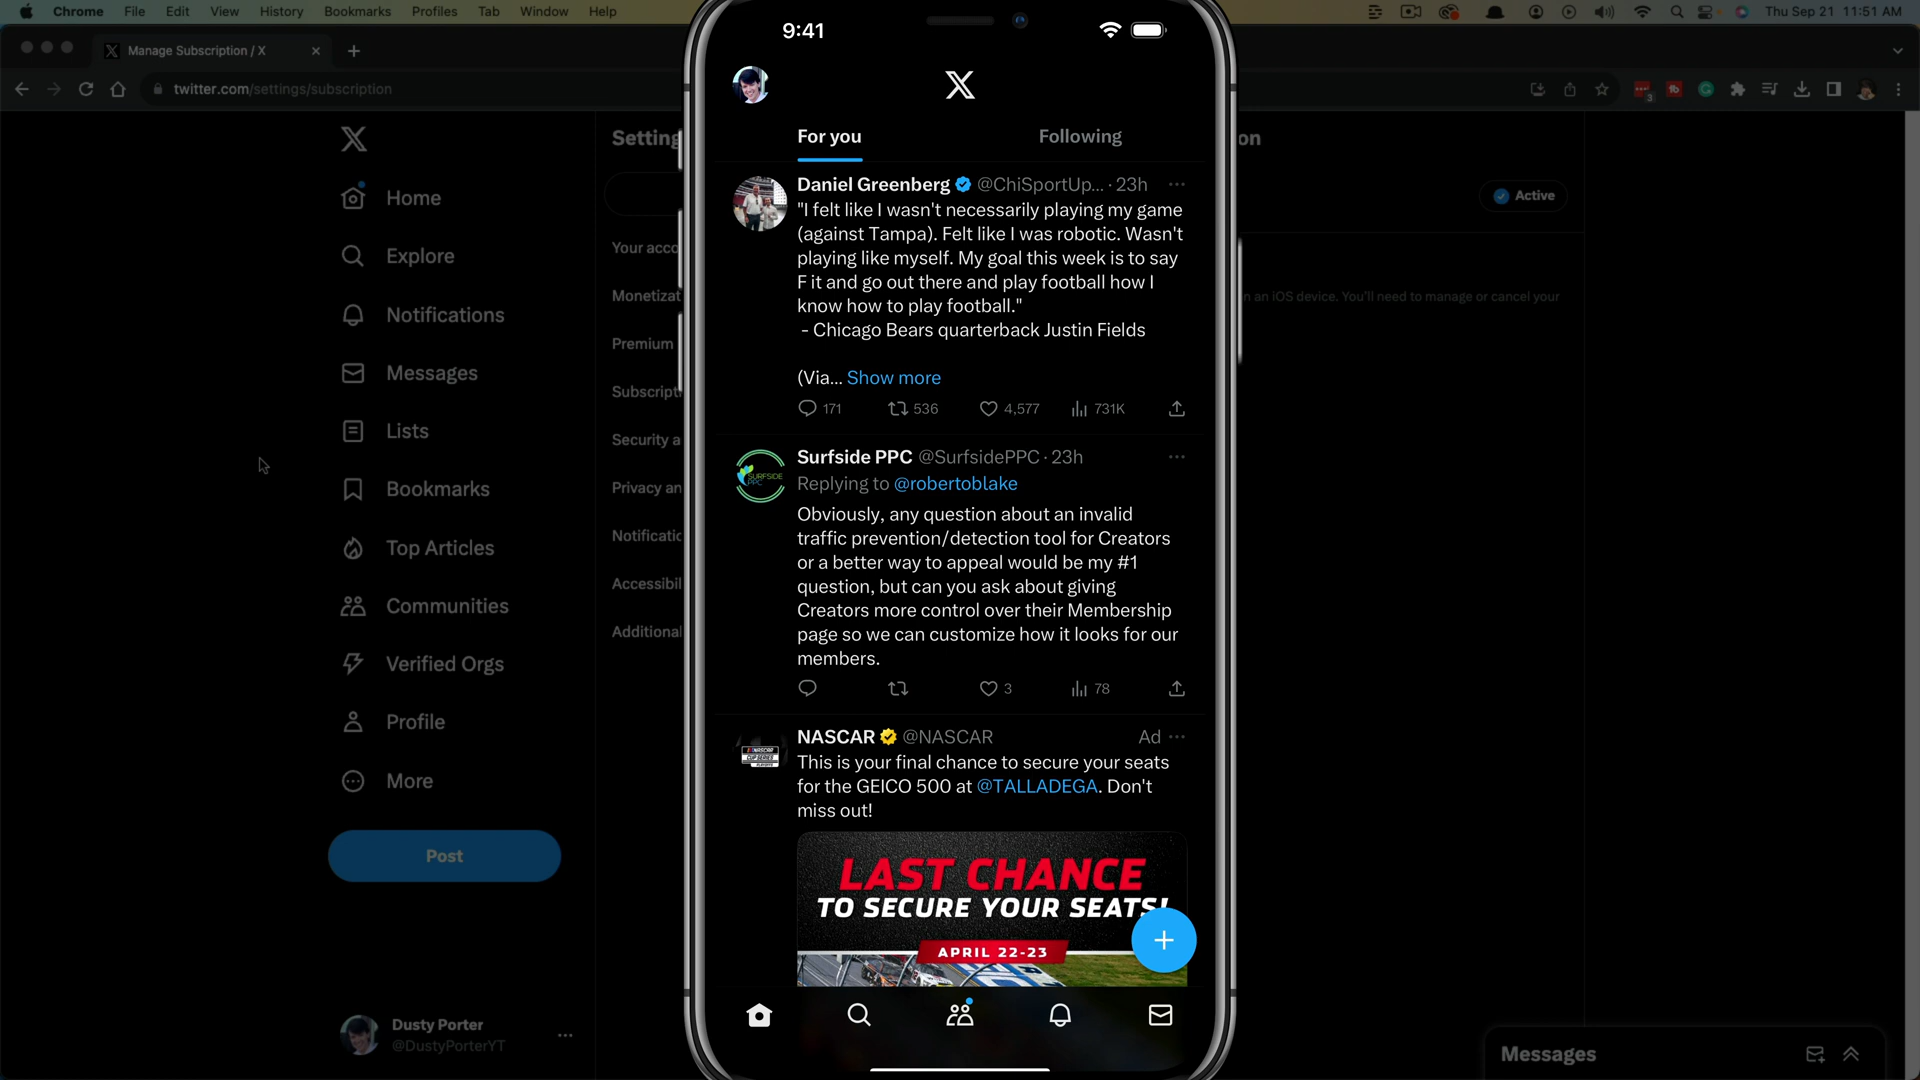 Chrome File Edit View History Bookmarks Profiles Tab Window Help
Thu Sep 21 11:51 AM
Manage Subscription / X
twitter.com/settings/subscription
3
Home
Explore
Notifications
Messages
Lists
Bookmarks
Top Articles
Communities
Verified Orgs
Profile
More
Post
Dusty Porter
@DustyPorterYT
Setting
Your acco
Monetizat
Premium
Subscript
Security a
Privacy an
Notificatio
Accessibil
Additional
9:41
For you Following
Daniel Greenberg @ChiSportUp... · 23h
"I felt like I wasn't necessarily playing my game
(against Tampa). Felt like I was robotic. Wasn't
playing like myself. My goal this week is to say
F it and go out there and play football how I
know how to play football."
- Chicago Bears quarterback Justin Fields
(Via... Show more
171 536 4,577 731K
Surfside PPC @SurfsidePPC · 23h
Replying to @robertoblake
SURFSIDE
PPC
Obviously, any question about an invalid
traffic prevention/detection tool for Creators
or a better way to appeal would be my #1
question, but can you ask about giving
Creators more control over their Membership
page so we can customize how it looks for our
members.
3 78
NASCAR @NASCAR Ad
This is your final chance to secure your seats
for the GEICO 500 at @TALLADEGA. Don't
miss out!
LAST CHANCE
TO SECURE YOUR SEATS!
APRIL 22-23
on
Active
n an iOS device. You'll need to manage or cancel your
Messages